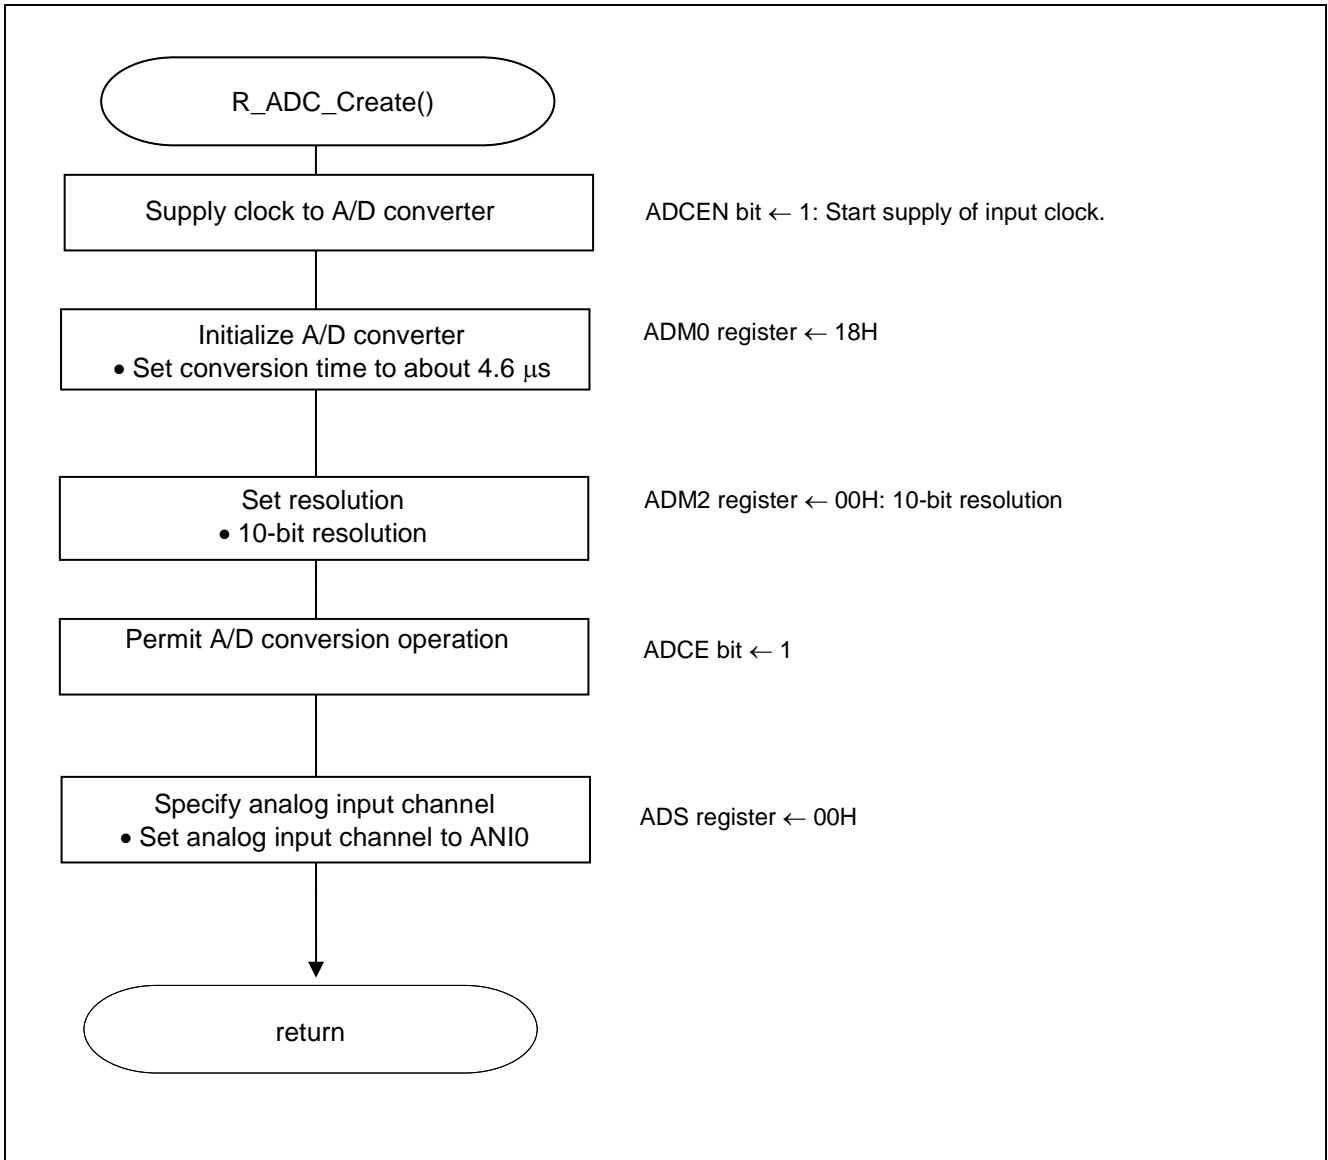 R_ADC_Create()
Supply clock to A/D converter
ADCEN bit ← 1: Start supply of input clock.
Initialize A/D converter
• Set conversion time to about 4.6 μs
ADM0 register ← 18H
Set resolution
• 10-bit resolution
ADM2 register ← 00H: 10-bit resolution
Permit A/D conversion operation
ADCE bit ← 1
Specify analog input channel
• Set analog input channel to ANI0
ADS register ← 00H
return